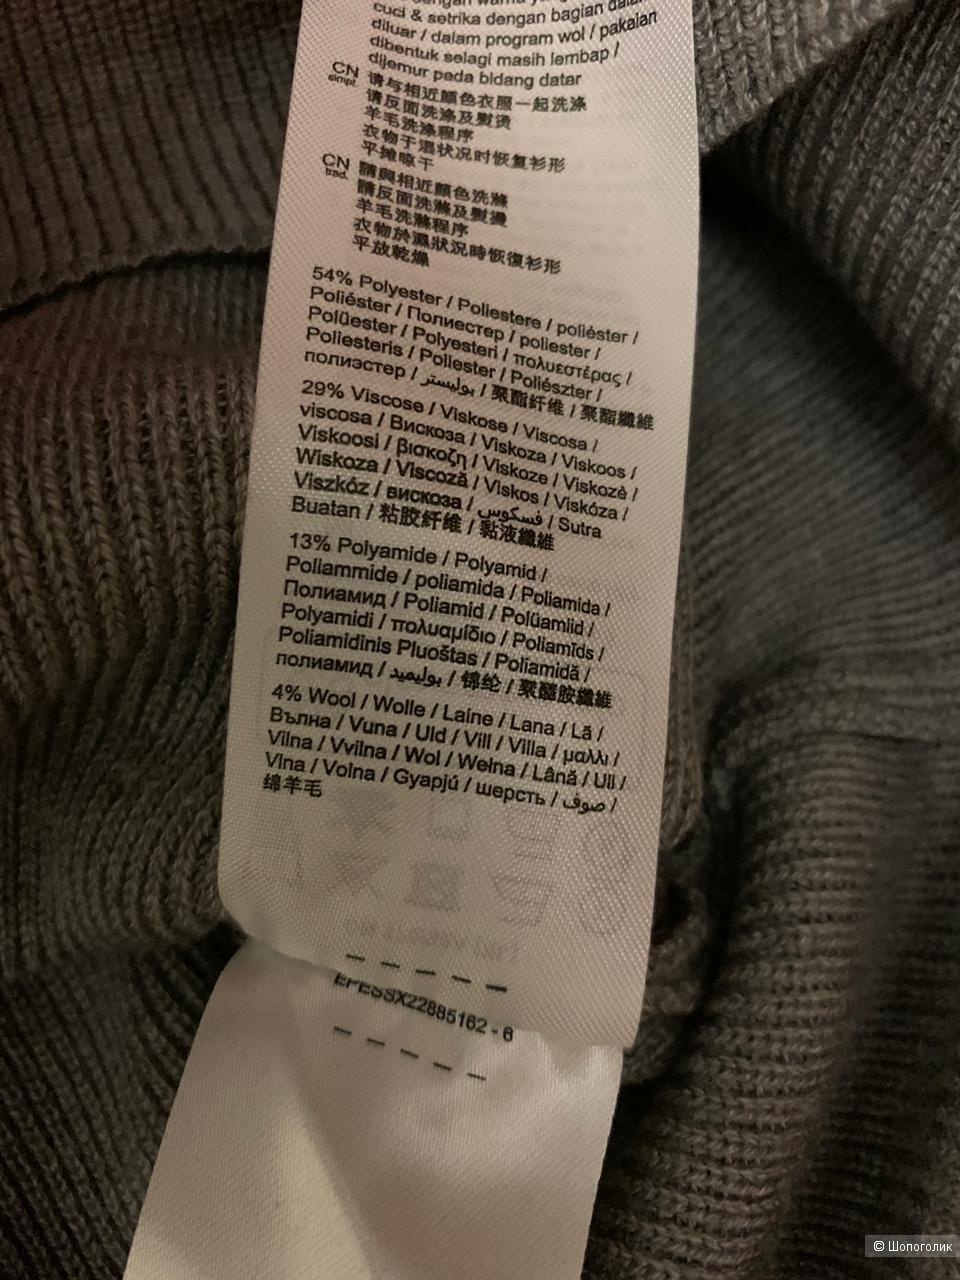 cuci & setrika dengan bagian dalam
diluar / dalam program wol / pakaian
dibentuk selagi masih lembap /
dijemur pada bidang datar
CN simpl.
请与相近颜色衣服一起洗涤
请反面洗涤及熨烫
羊毛洗涤程序
衣物于湿状况时恢复衫形
平摊晾干
CN trad.
請與相近顏色洗滌
請反面洗滌及熨燙
羊毛洗滌程序
衣物於濕狀況時恢復衫形
平放乾燥
54% Polyester / Poliestere / poliéster /
Poliéster / Полиестер / poliester /
Polüester / Polyesteri / πολυεστέρας /
Poliesteris / Poliester / Poliészter /
полиэстер / بوليستر / 聚酯纤维 / 聚酯纖維
29% Viscose / Viskose / Viscosa /
viscosa / Вискоза / Viskoza / Viskoos /
Viskoosi / βισκοζη / Viskoze / Viskozė /
Wiskoza / Viscoză / Viskos / Viskóza /
Viszkóz / вискоза / فسكوس / Sutra
Buatan / 粘胶纤维 / 黏液纖維
13% Polyamide / Polyamid /
Poliammide / poliamida / Poliamida /
Полиамид / Poliamid / Polüamiid /
Polyamidi / πολυαμίδιο / Poliamīds /
Poliamidinis Pluoštas / Poliamidă /
полиамид / بوليميد / 锦纶 / 聚醯胺纖維
4% Wool / Wolle / Laine / Lana / Lã /
Вълна / Vuna / Uld / Vill / Villa / μαλλι /
Vilna / Vvilna / Wol / Wełna / Lână / Ull /
Vlna / Volna / Gyapjú / шерсть / صوف /
绵羊毛
EPESSX22885162 - 6
© Шопоголик